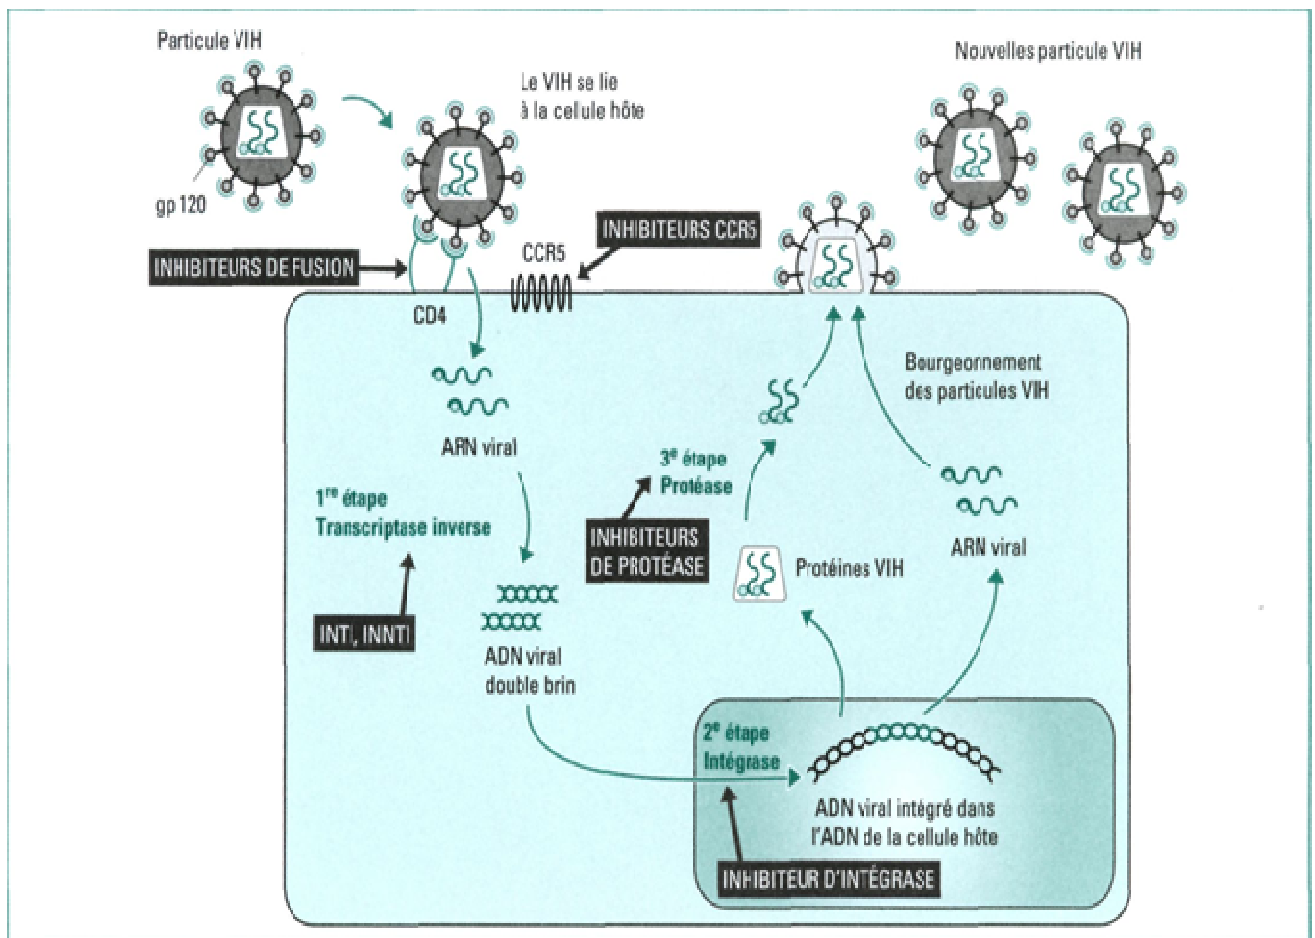 Particule VIH
Le VIH se lie
à la cellule hôte
Nouvelles particule VIH
gp 120
INHIBITEURS CCR5
INHIBITEURS DE FUSION
CCR5
CD4
Bourgeonnement
des particules VIH
ARN viral
3e étape
Protéase
1re étape
Transcriptase inverse
INHIBITEURS
DE PROTÉASE
ARN viral
Protéines VIH
INTI, INNTI
ADN viral
double brin
2e étape
Intégrase
ADN viral intégré dans
l'ADN de la cellule hôte
INHIBITEUR D'INTÉGRASE